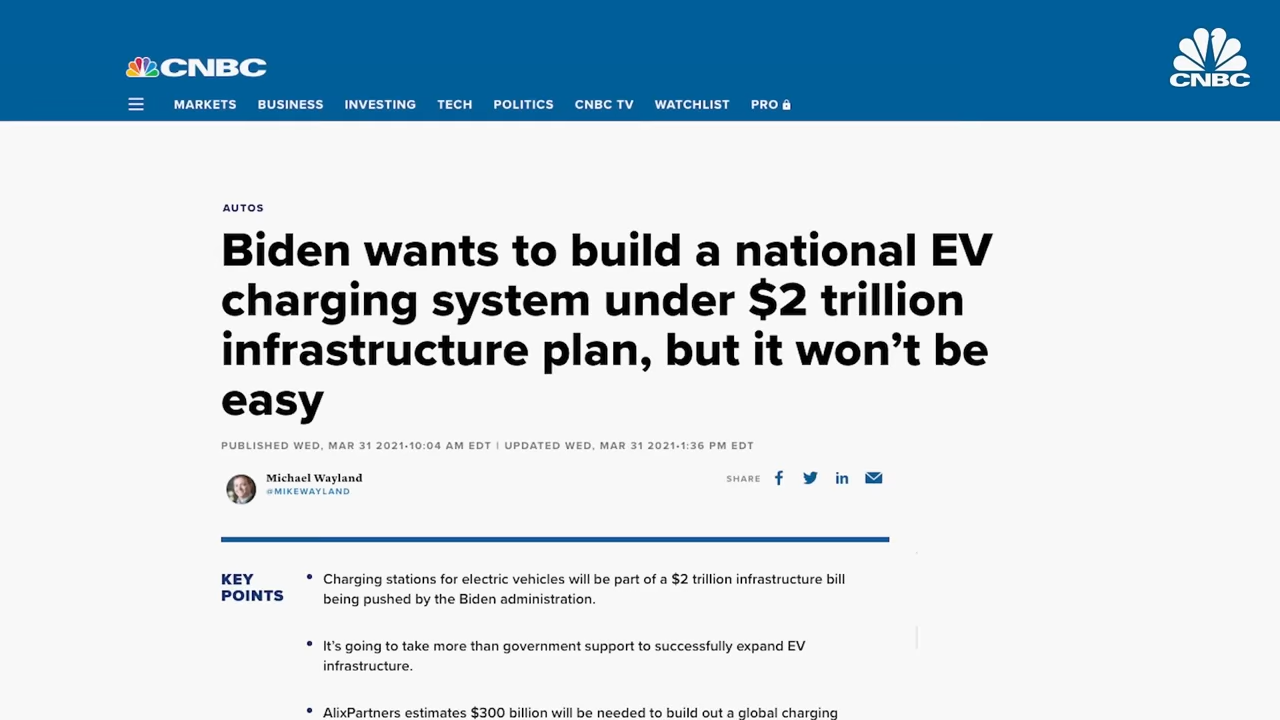 CNBC
CNBC
MARKETS BUSINESS INVESTING TECH POLITICS CNBC TV WATCHLIST PRO
AUTOS
Biden wants to build a national EV
charging system under $2 trillion
infrastructure plan, but it won’t be
easy
PUBLISHED WED, MAR 31 2021•10:04 AM EDT | UPDATED WED, MAR 31 2021•1:36 PM EDT
Michael Wayland
@MIKEWAYLAND
SHARE
KEY
POINTS
• Charging stations for electric vehicles will be part of a $2 trillion infrastructure bill
being pushed by the Biden administration.
• It’s going to take more than government support to successfully expand EV
infrastructure.
• AlixPartners estimates $300 billion will be needed to build out a global charging